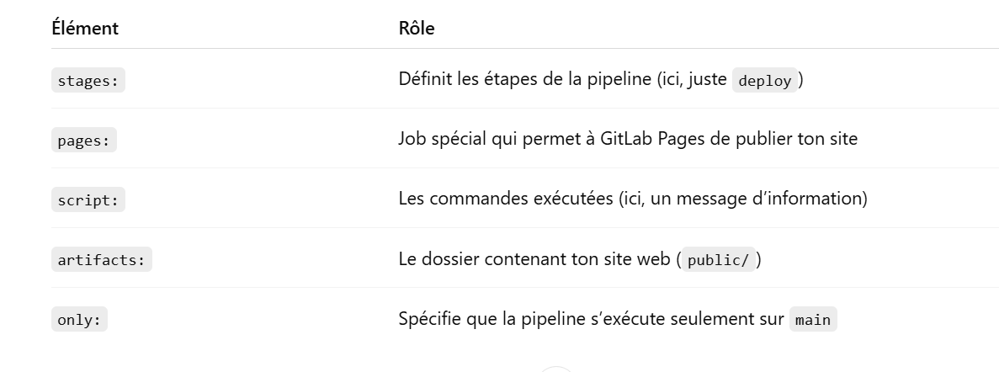 Élément Rôle
stages: Définit les étapes de la pipeline (ici, juste deploy)
pages: Job spécial qui permet à GitLab Pages de publier ton site
script: Les commandes exécutées (ici, un message d’information)
artifacts: Le dossier contenant ton site web (public/)
only: Spécifie que la pipeline s’exécute seulement sur main